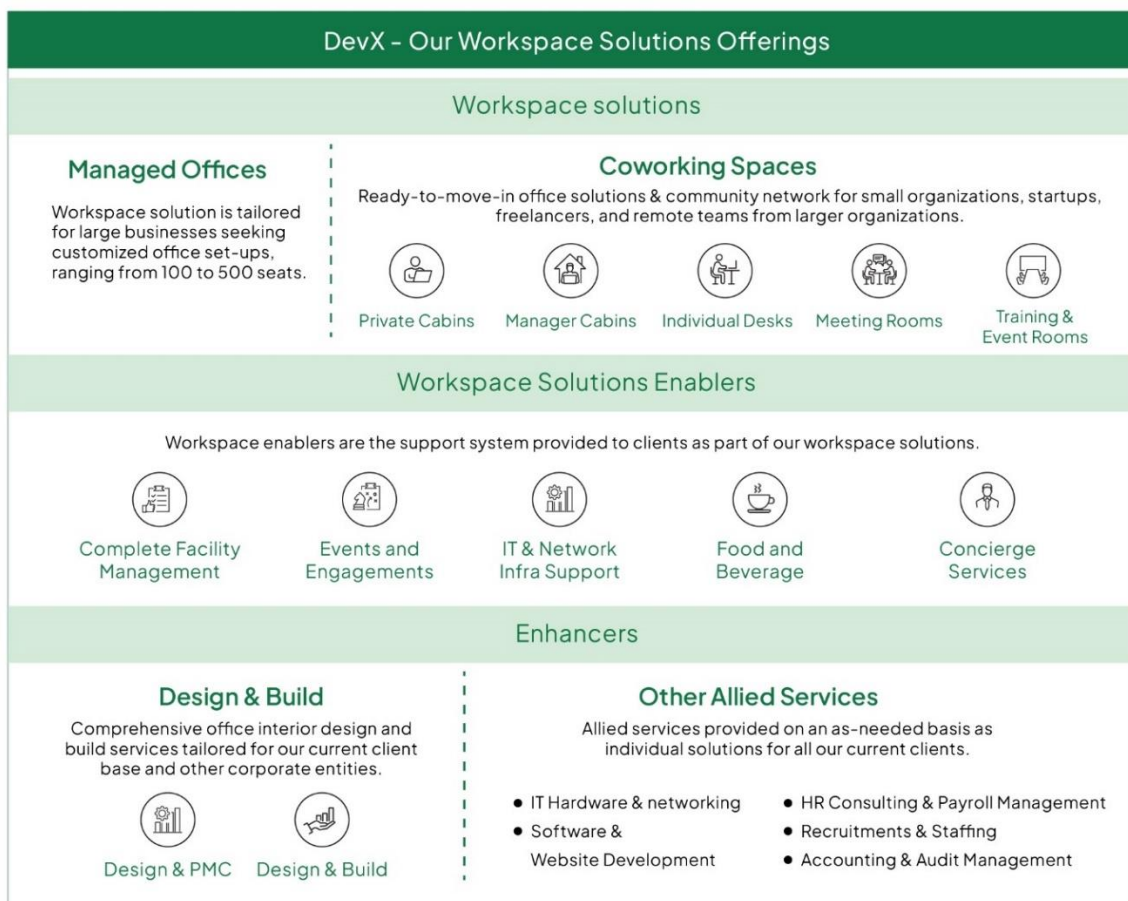 DevX - Our Workspace Solutions Offerings
Workspace solutions
Managed Offices
Workspace solution is tailored
for large businesses seeking
customized office set-ups,
ranging from 100 to 500 seats.
Coworking Spaces
Ready-to-move-in office solutions & community network for small organizations, startups,
freelancers, and remote teams from larger organizations.
Private Cabins
Manager Cabins
Individual Desks
Meeting Rooms
Training &
Event Rooms
Workspace Solutions Enablers
Workspace enablers are the support system provided to clients as part of our workspace solutions.
Complete Facility
Management
Events and
Engagements
IT & Network
Infra Support
Food and
Beverage
Concierge
Services
Enhancers
Design & Build
Comprehensive office interior design and
build services tailored for our current client
base and other corporate entities.
Design & PMC
Design & Build
Other Allied Services
Allied services provided on an as-needed basis as
individual solutions for all our current clients.
● IT Hardware & networking
● Software &
Website Development
● HR Consulting & Payroll Management
● Recruitments & Staffing
● Accounting & Audit Management